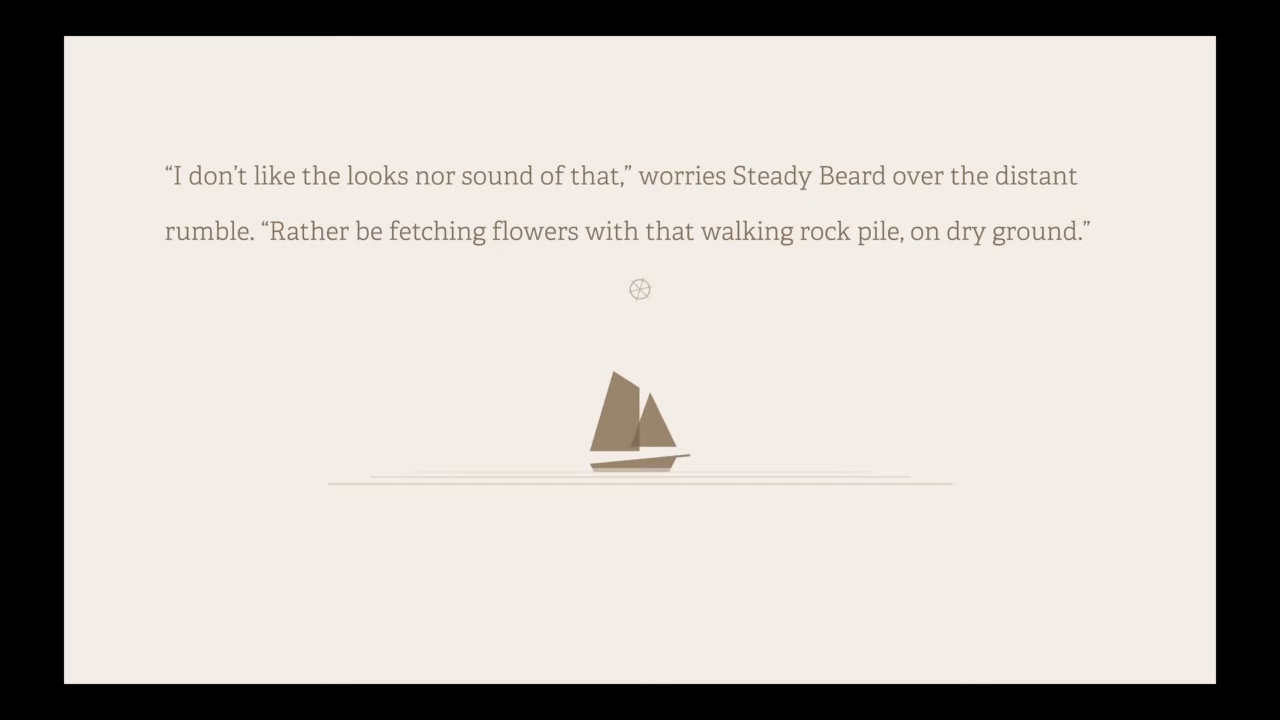 “I don’t like the looks nor sound of that,” worries Steady Beard over the distant
rumble. “Rather be fetching flowers with that walking rock pile, on dry ground.”